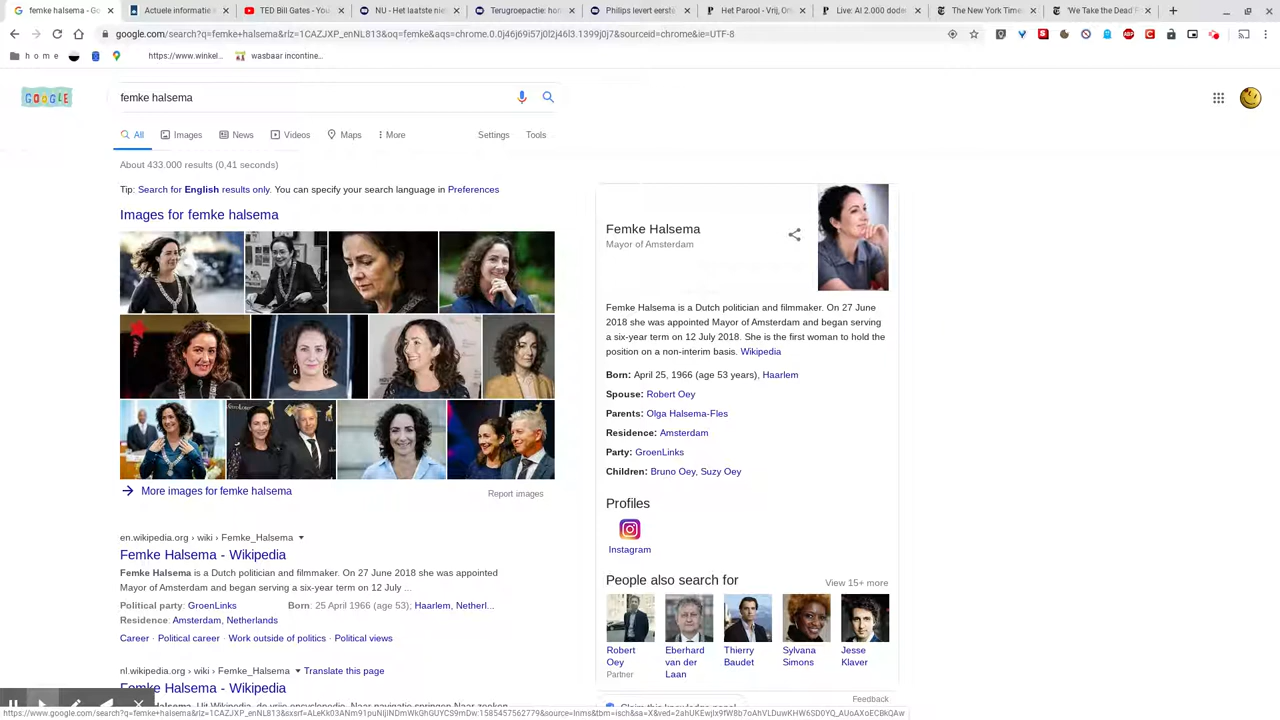 femke halsema - Go
Actuele informatie
TED Bill Gates - You
NU - Het laatste nieu
Terugroepactie: hon
Philips levert eerste
Het Parool - Vrij, On
Live: AI 2.000 dode
The New York Time
'We Take the Dead F
google.com/search?q=femke+halsema&rlz=1CAZJXP_enNL813&oq=femke+&aqs=chrome.0.0j46j69i57j0l2j46l3.1399j0j7&sourceid=chrome&ie=UTF-8
h o m e
https://www.winkel...
wasbaar incontine...
GOOGLE
femke halsema
All
Images
News
Videos
Maps
More
Settings
Tools
About 433.000 results (0,41 seconds)
Tip: Search for English results only. You can specify your search language in Preferences
Images for femke halsema
More images for femke halsema
Report images
en.wikipedia.org › wiki › Femke_Halsema
Femke Halsema - Wikipedia
Femke Halsema is a Dutch politician and filmmaker. On 27 June 2018 she was appointed
Mayor of Amsterdam and began serving a six-year term on 12 July ...
Political party: GroenLinks
Born: 25 April 1966 (age 53); Haarlem, Netherl...
Residence: Amsterdam, Netherlands
Career · Political career · Work outside of politics · Political views
nl.wikipedia.org › wiki › Femke_Halsema
Translate this page
Femke Halsema - Wikipedia
Femke Halsema
Mayor of Amsterdam
Femke Halsema is a Dutch politician and filmmaker. On 27 June
2018 she was appointed Mayor of Amsterdam and began serving
a six-year term on 12 July 2018. She is the first woman to hold the
position on a non-interim basis. Wikipedia
Born: April 25, 1966 (age 53 years), Haarlem
Spouse: Robert Oey
Parents: Olga Halsema-Fles
Residence: Amsterdam
Party: GroenLinks
Children: Bruno Oey, Suzy Oey
Profiles
Instagram
People also search for
View 15+ more
Robert
Oey
Partner
Eberhard
van der
Laan
Thierry
Baudet
Sylvana
Simons
Jesse
Klaver
Feedback
Claim this knowledge panel